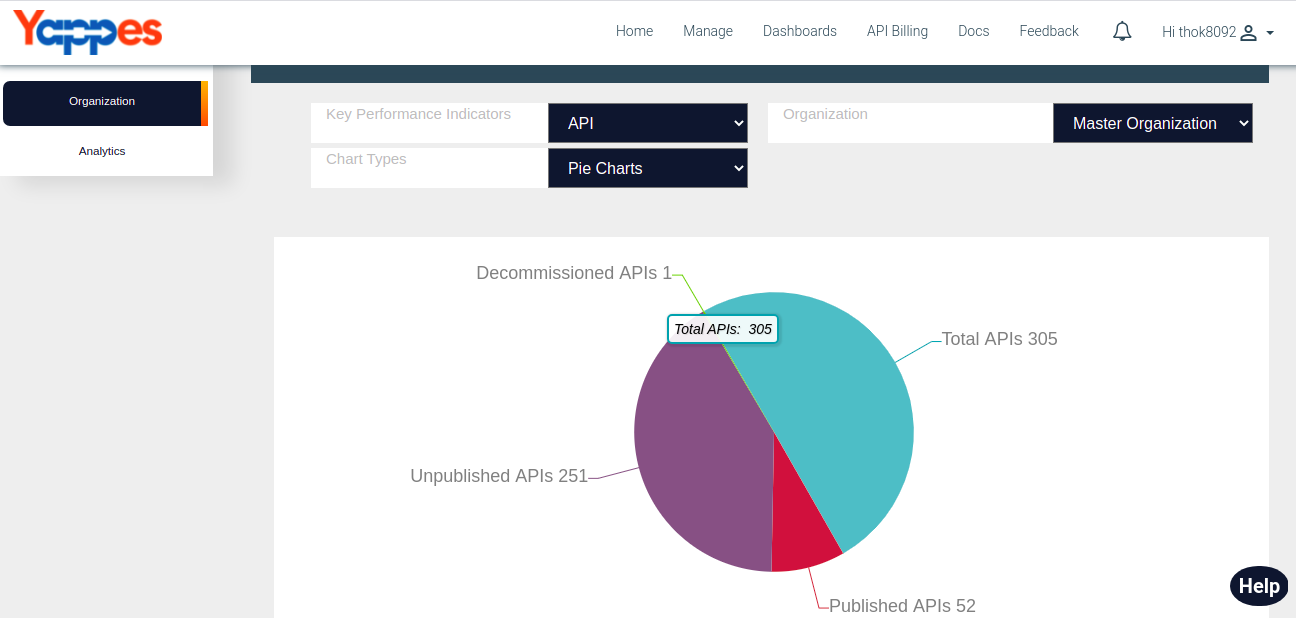 Yappes
Home Manage Dashboards API Billing Docs Feedback Hi thok8092
Organization
Analytics
Key Performance Indicators API Organization Master Organization
Chart Types Pie Charts
Decommissioned APIs 1
Total APIs: 305
Total APIs 305
Unpublished APIs 251
Published APIs 52
Help